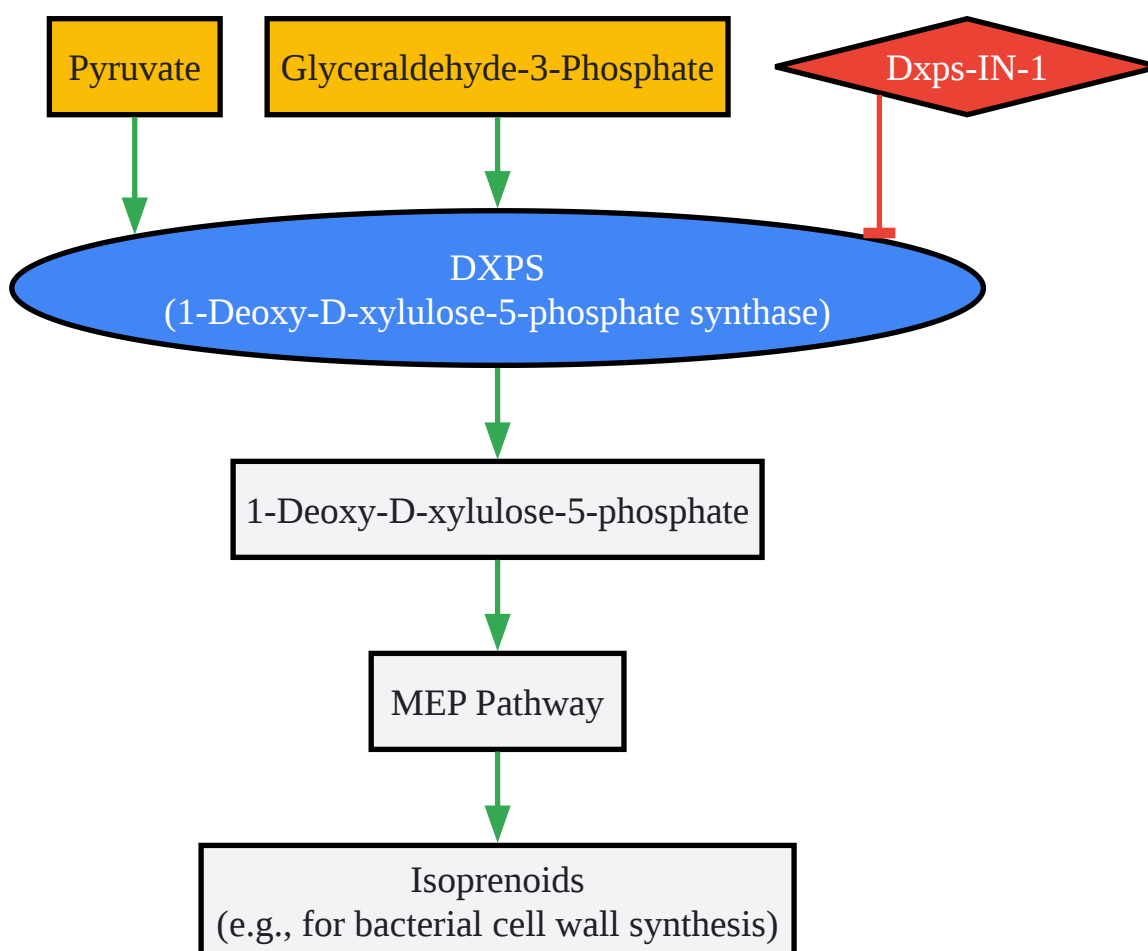 Pyruvate
Glyceraldehyde-3-Phosphate
Dxps-IN-1
DXPS
(1-Deoxy-D-xylulose-5-phosphate synthase)
1-Deoxy-D-xylulose-5-phosphate
MEP Pathway
Isoprenoids
(e.g., for bacterial cell wall synthesis)